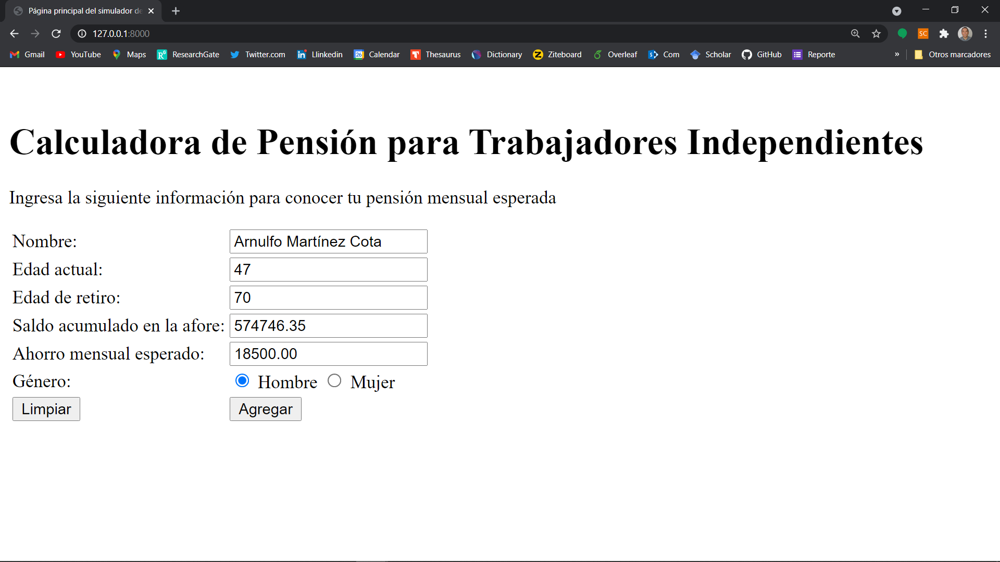 Página principal del simulador de
127.0.0.1:8000
SC
Gmail YouTube Maps ResearchGate Twitter.com Llinkedin Calendar Thesaurus Dictionary Ziteboard Overleaf Com Scholar GitHub Reporte » Otros marcadores
Calculadora de Pensión para Trabajadores Independientes
Ingresa la siguiente información para conocer tu pensión mensual esperada
Nombre: Arnulfo Martínez Cota
Edad actual: 47
Edad de retiro: 70
Saldo acumulado en la afore: 574746.35
Ahorro mensual esperado: 18500.00
Género: Hombre Mujer
Limpiar Agregar